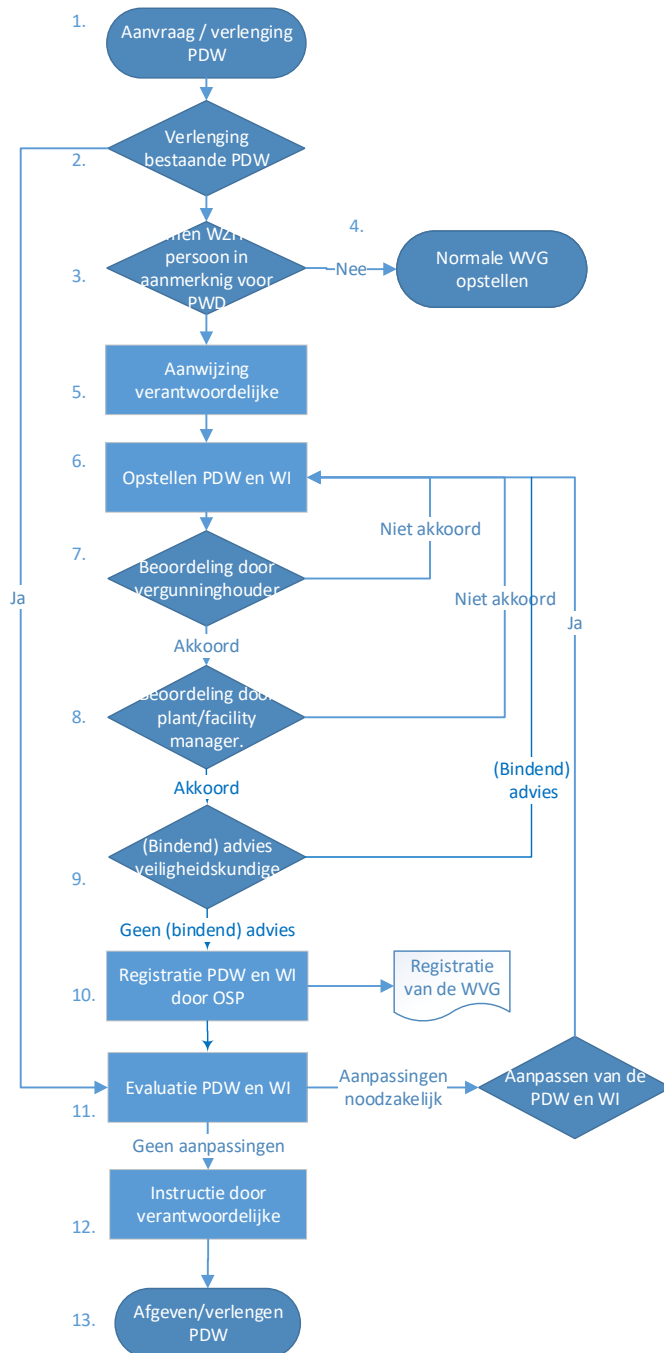 1.
Aanvraag / verlenging
PDW
2.
Verlenging
bestaande PDW
3.
persoon in
aanmerknig voor
PWD
4.
Nee
Normale WVG
opstellen
5.
Aanwijzing
verantwoordelijke
6.
Opstellen PDW en WI
Niet akkoord
7.
Beoordeling door
vergunninghouder
Ja
Niet akkoord
Ja
Akkoord
8.
Beoordeling door
plant/facility
manager.
(Bindend)
advies
Akkoord
9.
(Bindend) advies
veiligheidskundige
Geen (bindend) advies
10.
Registratie PDW en WI
door OSP
Registratie
van de WVG
11.
Evaluatie PDW en WI
Aanpassingen
noodzakelijk
Aanpassen van de
PDW en WI
Geen aanpassingen
12.
Instructie door
verantwoordelijke
13.
Afgeven/verlengen
PDW